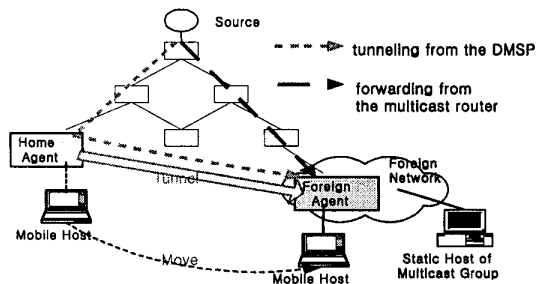 Source
tunneling from the DMSP
forwarding from
the multicast router
Home
Agent
Tunnel
Foreign
Network
Foreign
Agent
Mobile Host
Move
Mobile Host
Static Host of
Multicast Group